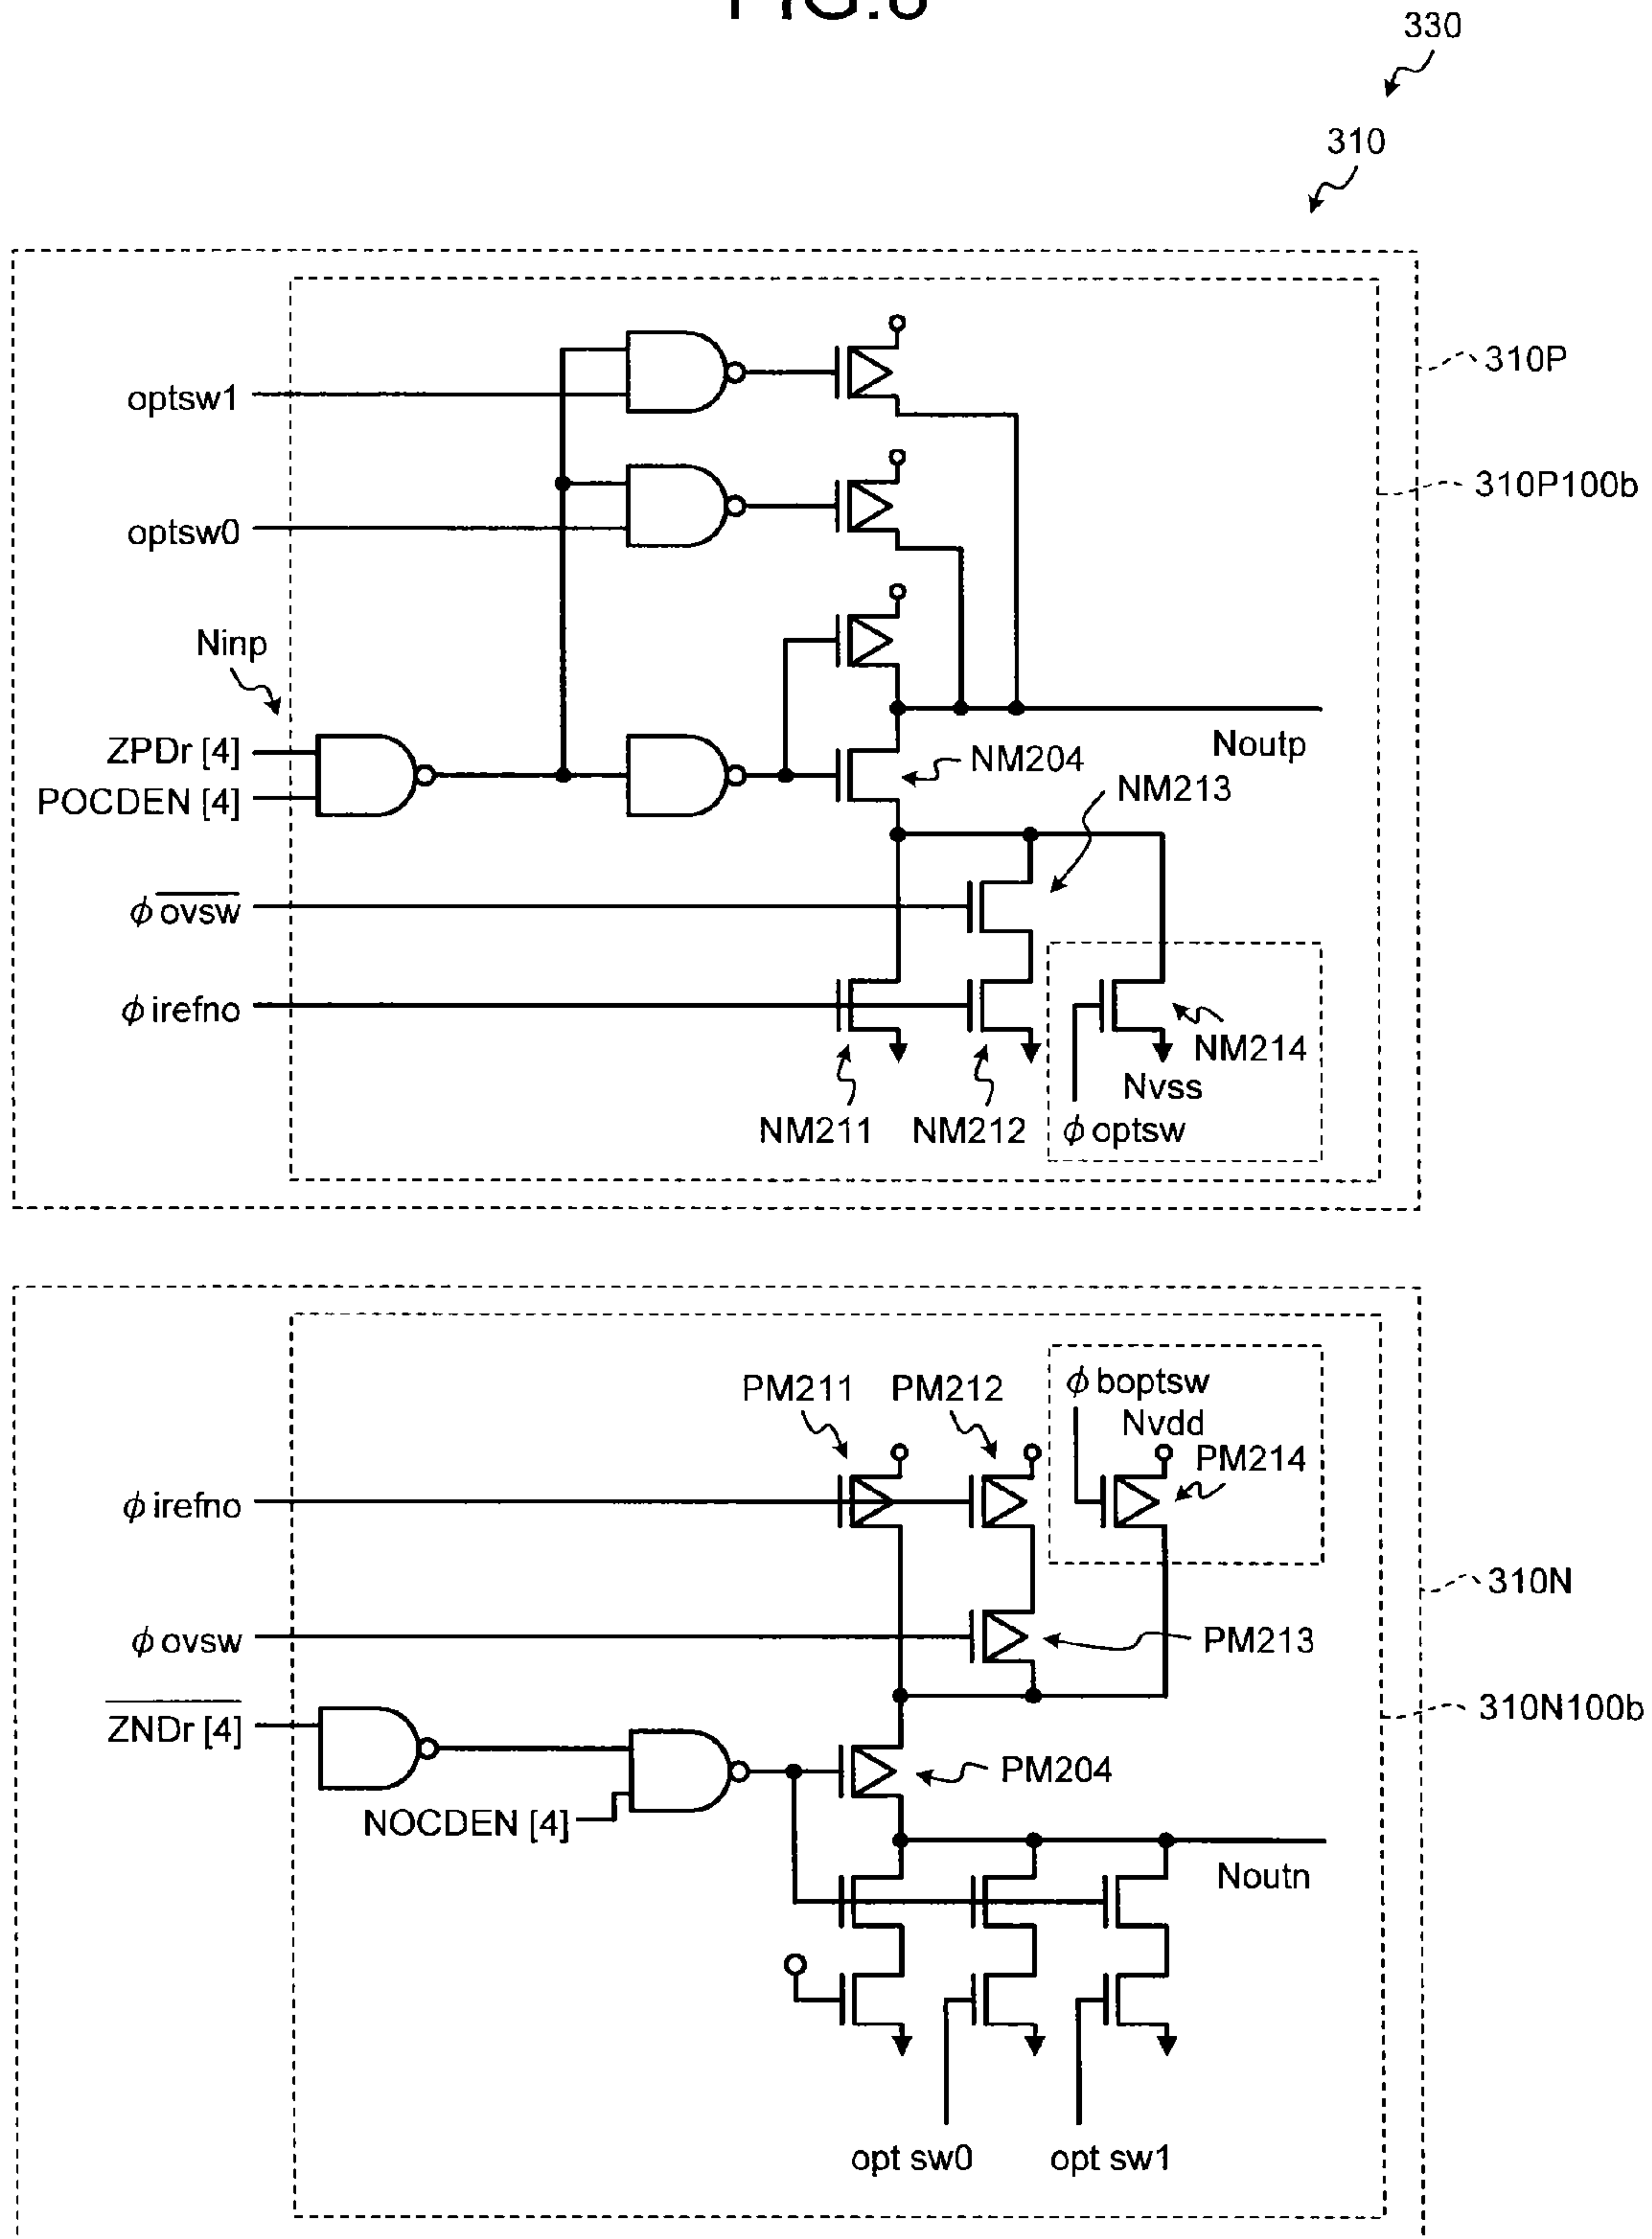 FIG.8
330
310
310P
optsw1
310P100b
optsw0
Ninp
ZPDr [4]
Noutp
NM204
POCDEN [4]
NM213
φ ovsw
φ irefno
NM214
Nvss
NM211
NM212
φ optsw
PM211
PM212
φ boptsw
Nvdd
PM214
φ irefno
310N
φ ovsw
PM213
ZNDr [4]
310N100b
PM204
NOCDEN [4]
Noutn
opt sw0
opt sw1